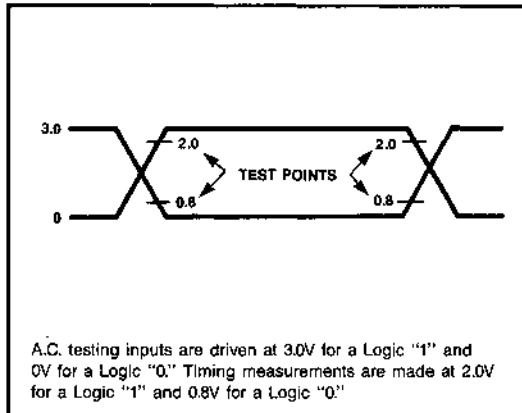 3.0
2.0 2.0
TEST POINTS
0.8 0.8
0
A.C. testing inputs are driven at 3.0V for a Logic “1” and
0V for a Logic “0.” Timing measurements are made at 2.0V
for a Logic “1” and 0.8V for a Logic “0.”